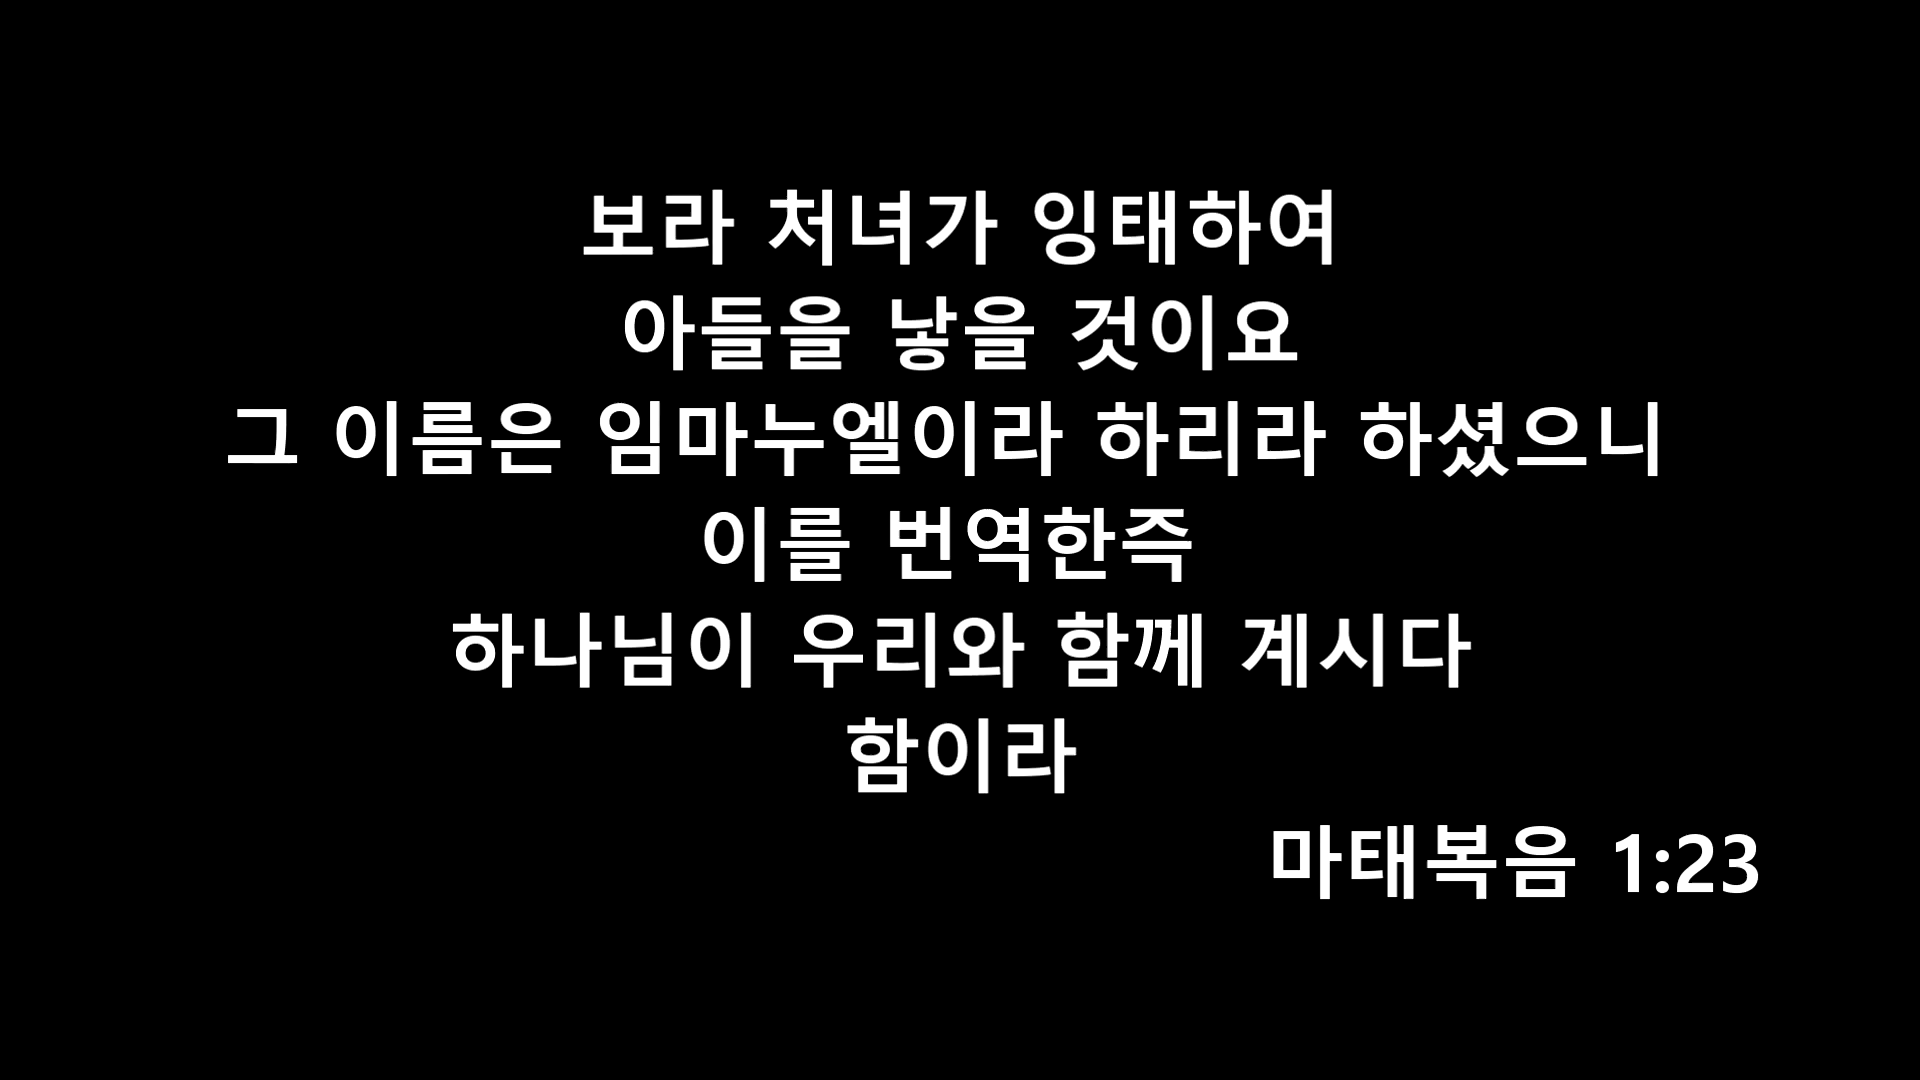 보라 처녀가 잉태하여
아들을 낳을 것이요
그 이름은 임마누엘이라 하리라 하셨으니
이를 번역한즉
하나님이 우리와 함께 계시다
함이라
마태복음 1:23